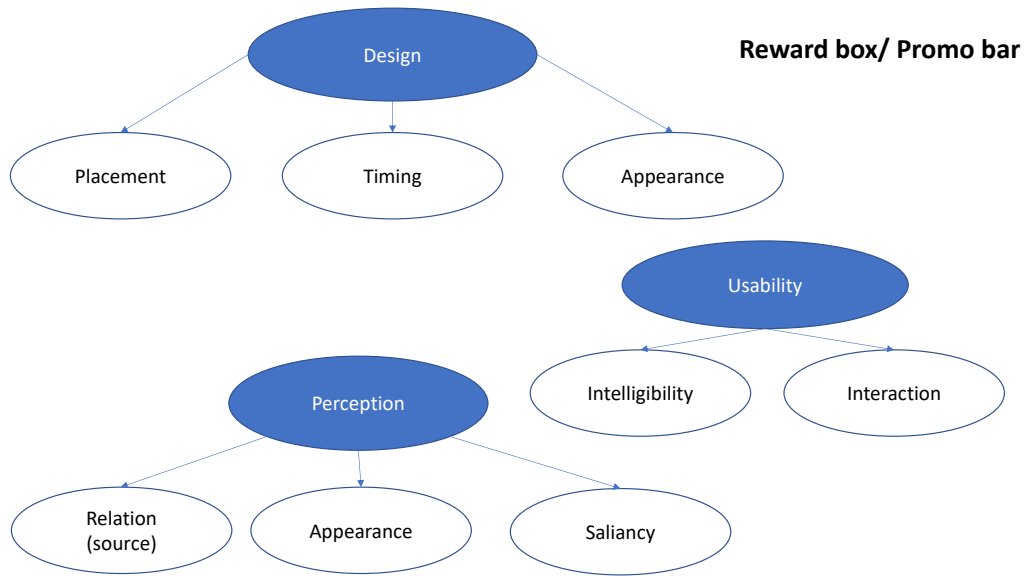 Design
Reward box/ Promo bar
Placement
Timing
Appearance
Usability
Intelligibility
Interaction
Perception
Relation
(source)
Appearance
Saliancy